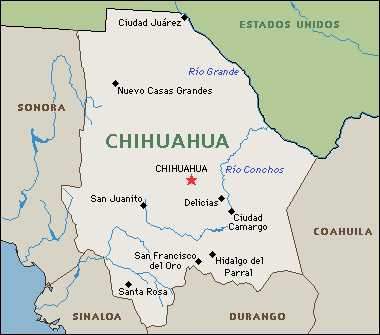 Ciudad Juárez
ESTADOS UNIDOS
Río Grande
Nuevo Casas Grandes
SONORA
CHIHUAHUA
CHIHUAHUA
Río Conchos
San Juanito
Delicias
Ciudad
Camargo
COAHUILA
San Francisco
del Oro
Hidalgo del
Parral
Santa Rosa
SINALOA
DURANGO